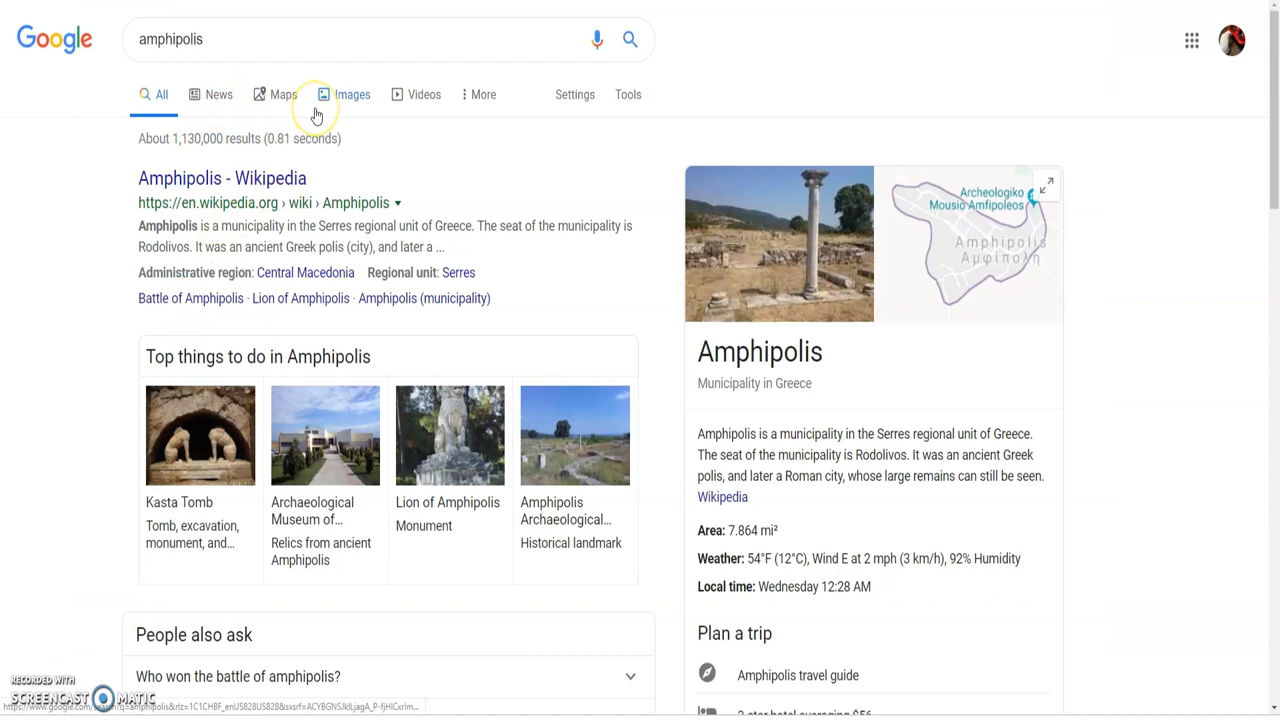 Google
amphipolis
All
News
Maps
Images
Videos
More
Settings
Tools
About 1,130,000 results (0.81 seconds)
Amphipolis - Wikipedia
https://en.wikipedia.org › wiki › Amphipolis
Amphipolis is a municipality in the Serres regional unit of Greece. The seat of the municipality is
Rodolivos. It was an ancient Greek polis (city), and later a ...
Administrative region: Central Macedonia Regional unit: Serres
Battle of Amphipolis · Lion of Amphipolis · Amphipolis (municipality)
Top things to do in Amphipolis
Kasta Tomb
Tomb, excavation,
monument, and...
Archaeological
Museum of...
Relics from ancient
Amphipolis
Lion of Amphipolis
Monument
Amphipolis
Archaeological...
Historical landmark
People also ask
Who won the battle of amphipolis?
Archeologiko
Mousio Amfipoleos
Amphipolis
Αμφίπολη
Amphipolis
Municipality in Greece
Amphipolis is a municipality in the Serres regional unit of Greece.
The seat of the municipality is Rodolivos. It was an ancient Greek
polis, and later a Roman city, whose large remains can still be seen.
Wikipedia
Area: 7.864 mi²
Weather: 54°F (12°C), Wind E at 2 mph (3 km/h), 92% Humidity
Local time: Wednesday 12:28 AM
Plan a trip
Amphipolis travel guide
3-star hotel averaging $56
RECORDED WITH
SCREENCAST MATIC